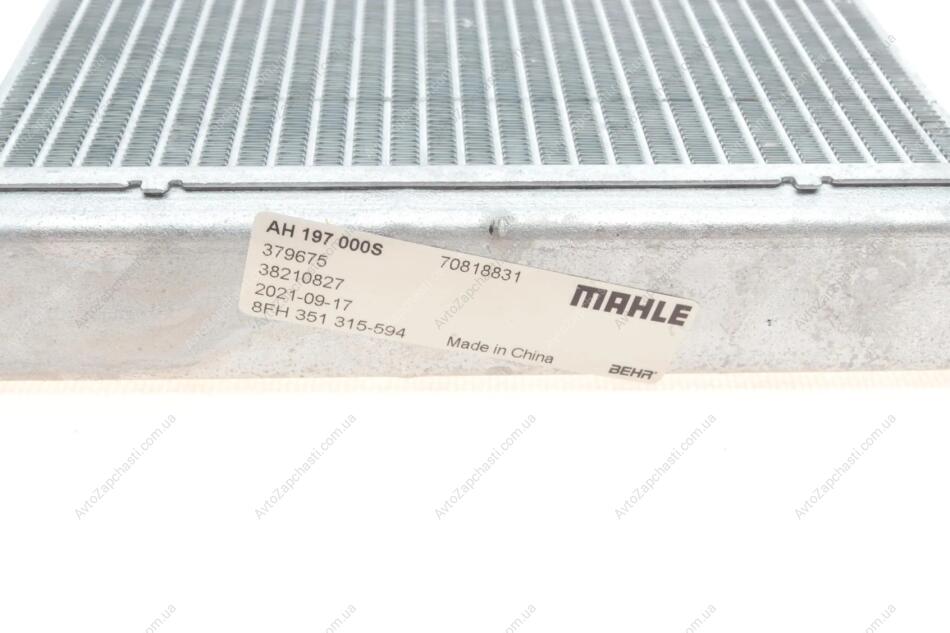 AH 197 000S
379675
70818831
38210827
2021-09-17
8FH 351 315-594
MAHLE
Made in China
BEHR
AvtoZapchasti.com.ua